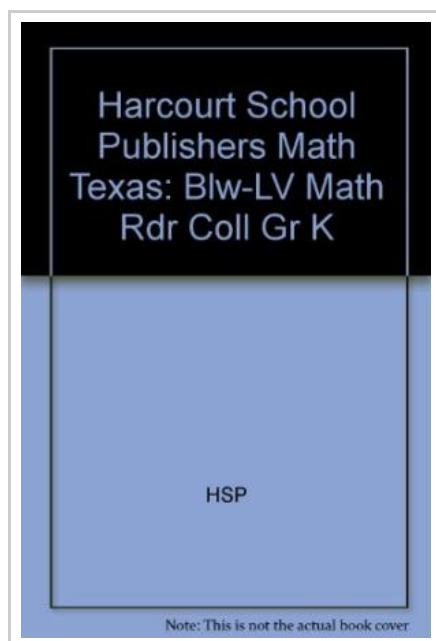 Harcourt School
Publishers Math
Texas: Blw-LV Math
Rdr Coll Gr K
HSP
Note: This is not the actual book cover